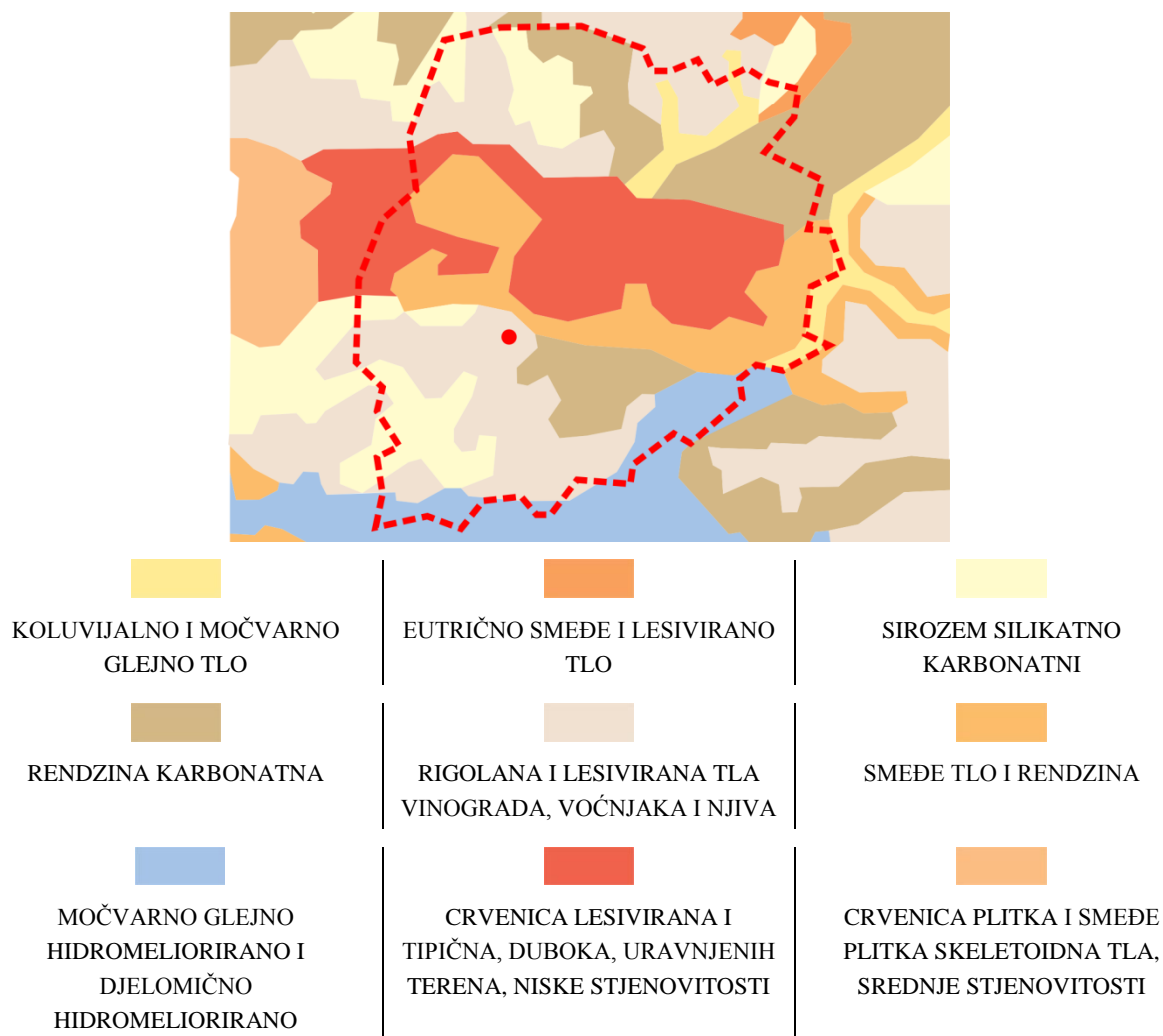 KOLUVIJALNO I MOČVARNO
GLEJNO TLO
EUTRIČNO SMEĐE I LESIVIRANO
TLO
SIROZEM SILIKATNO
KARBONATNI
RENDZINA KARBONATNA
RIGOLANA I LESIVIRANA TLA
VINOGRADA, VOĆNJAKA I NJIVA
SMEĐE TLO I RENDZINA
MOČVARNO GLEJNO
HIDROMELIORIRANO I
DJELOMIČNO
HIDROMELIORIRANO
CRVENICA LESIVIRANA I
TIPIČNA, DUBOKA, URAVNJENIH
TERENA, NISKE STJENOVITOSTI
CRVENICA PLITKA I SMEĐE
PLITKA SKELETOIDNA TLA,
SREDNJE STJENOVITOSTI